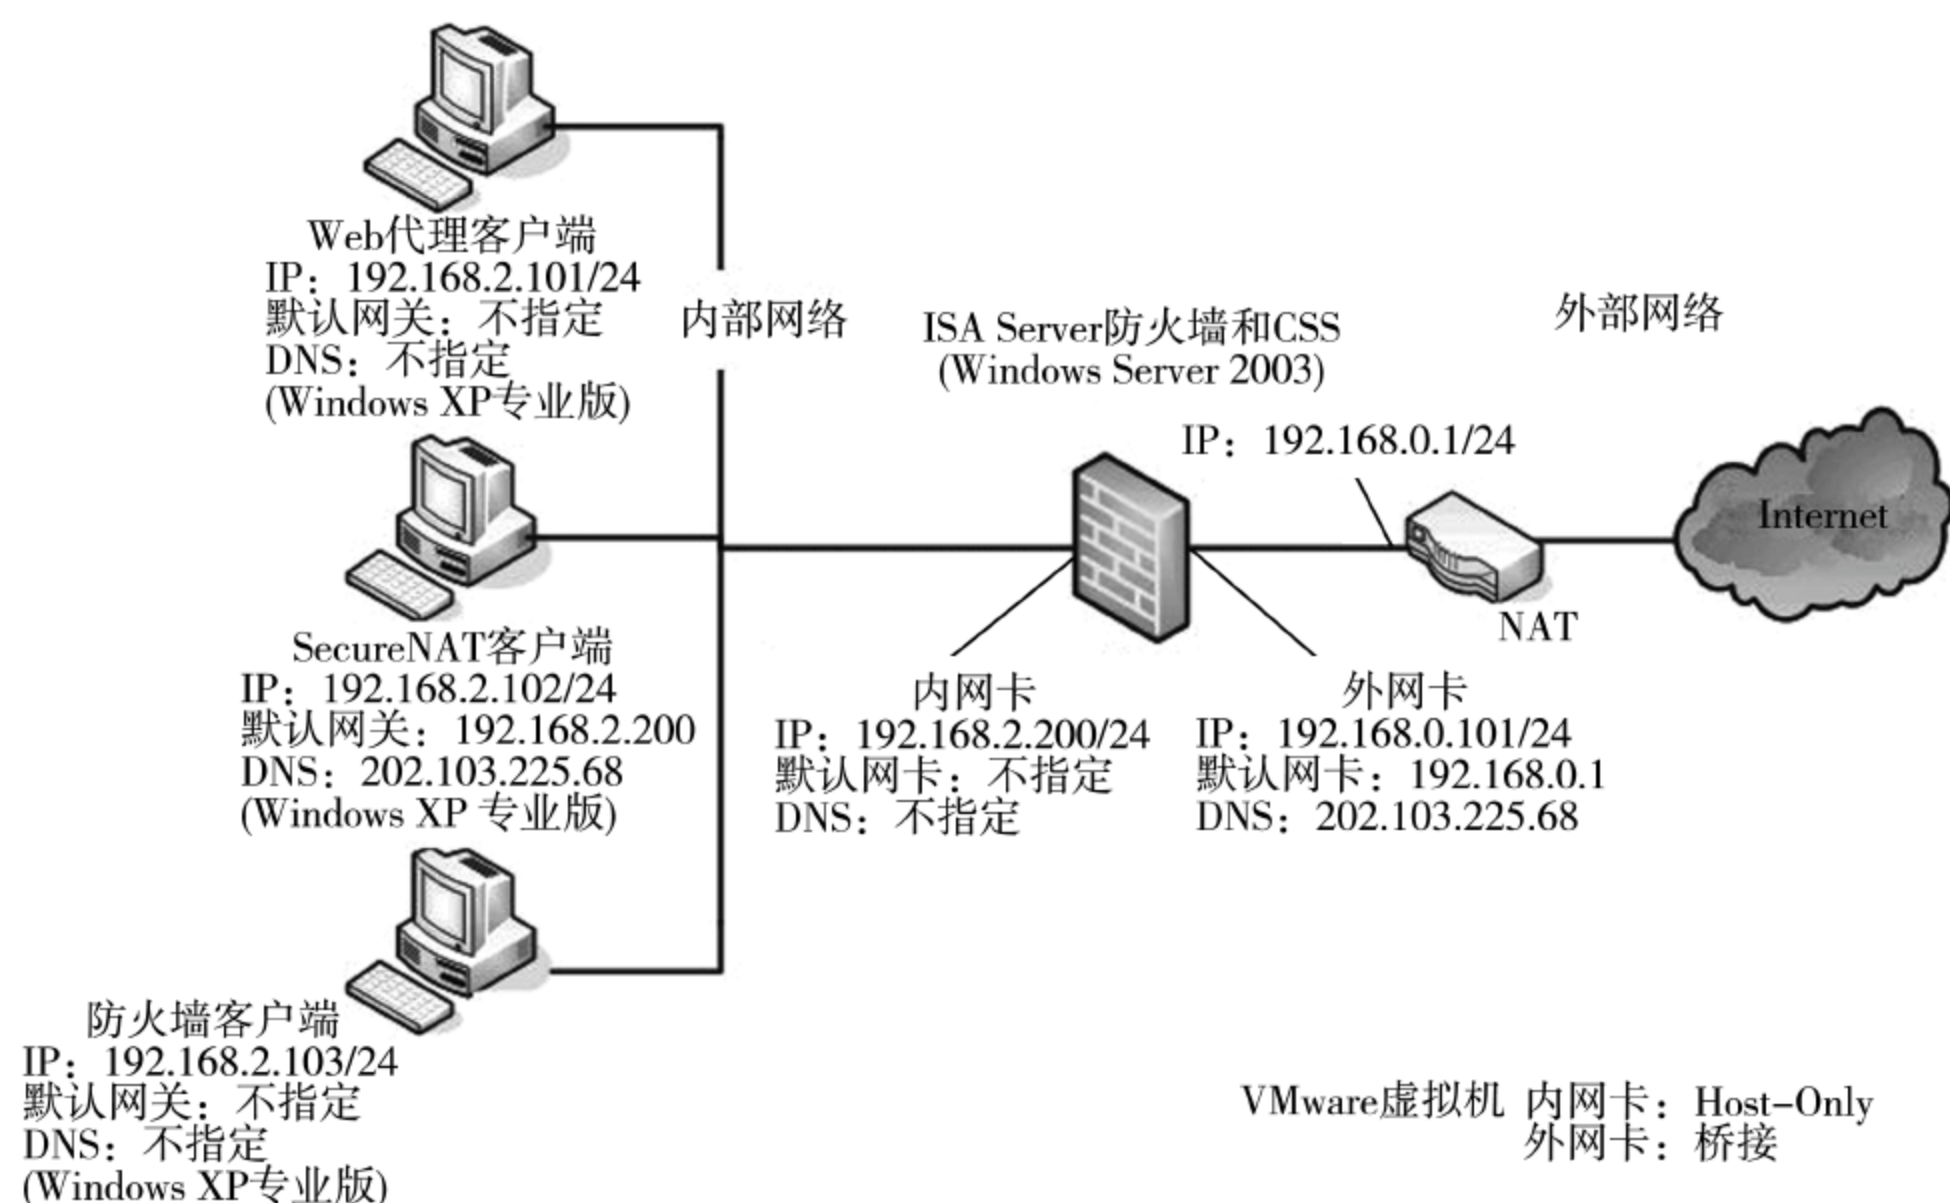 Web代理客户端
IP：192.168.2.101/24
默认网关：不指定
DNS：不指定
(Windows XP专业版)
内部网络
ISA Server防火墙和CSS
(Windows Server 2003)
外部网络
IP：192.168.0.1/24
Internet
NAT
SecureNAT客户端
IP：192.168.2.102/24
默认网关：192.168.2.200
DNS：202.103.225.68
(Windows XP 专业版)
内网卡
IP：192.168.2.200/24
默认网卡：不指定
DNS：不指定
外网卡
IP：192.168.0.101/24
默认网卡：192.168.0.1
DNS：202.103.225.68
防火墙客户端
IP：192.168.2.103/24
默认网关：不指定
DNS：不指定
(Windows XP专业版)
VMware虚拟机 内网卡：Host-Only
外网卡：桥接